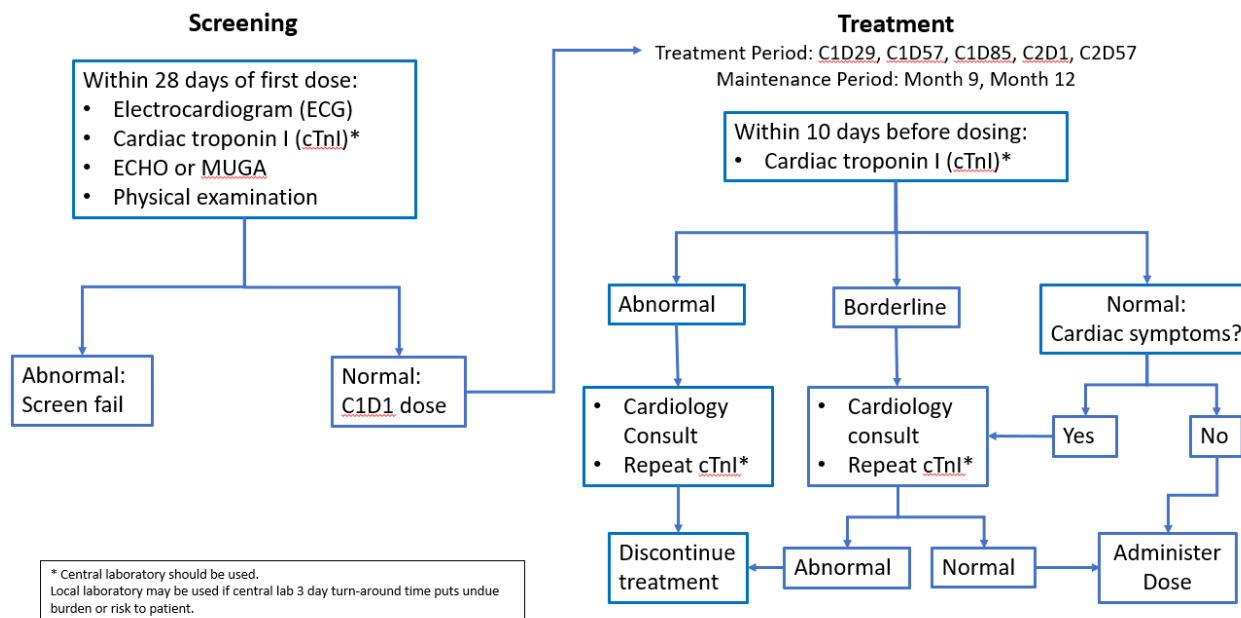 Screening
Within 28 days of first dose:
• Electrocardiogram (ECG)
• Cardiac troponin I (cTnI)*
• ECHO or MUGA
• Physical examination
Abnormal:
Screen fail
Normal:
C1D1 dose
* Central laboratory should be used.
Local laboratory may be used if central lab 3 day turn-around time puts undue
burden or risk to patient.
Treatment
Treatment Period: C1D29, C1D57, C1D85, C2D1, C2D57
Maintenance Period: Month 9, Month 12
Within 10 days before dosing:
• Cardiac troponin I (cTnI)*
Abnormal
Borderline
Normal:
Cardiac symptoms?
• Cardiology
Consult
• Repeat cTnI*
• Cardiology
consult
• Repeat cTnI*
Yes
No
Discontinue
treatment
Abnormal
Normal
Administer
Dose